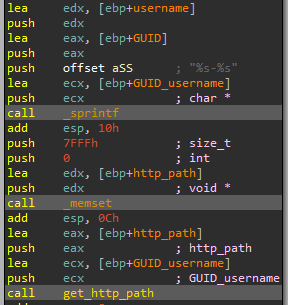 lea edx, [ebp+username]
push edx
lea eax, [ebp+GUID]
push eax
push offset aSS ; "%s-%s"
lea ecx, [ebp+GUID_username]
push ecx ; char *
call _sprintf
add esp, 10h
push 7FFFh ; size_t
push 0 ; int
lea edx, [ebp+http_path]
push edx ; void *
call _memset
add esp, 0Ch
lea eax, [ebp+http_path]
push eax ; http_path
lea ecx, [ebp+GUID_username]
push ecx ; GUID_username
call get_http_path